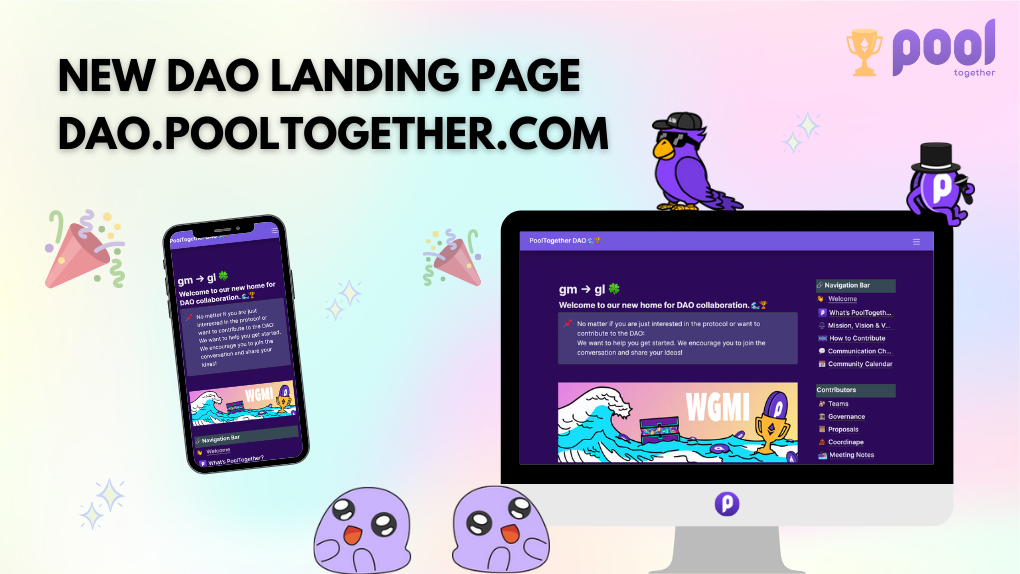 NEW DAO LANDING PAGE
DAO.POOLTOGETHER.COM
pool
together
PoolTogether DAO
gm → gl
Welcome to our new home for
DAO collaboration.
No matter if you are just
interested in the protocol or
want to contribute to the DAO:
We want to help you get started.
We encourage you to join the
conversation and share your
ideas!
WGMI
Navigation Bar
Welcome
What's PoolTogether?
PoolTogether DAO
gm → gl
Welcome to our new home for DAO collaboration.
No matter if you are just interested in the protocol or want to
contribute to the DAO:
We want to help you get started. We encourage you to join the
conversation and share your ideas!
WGMI
Navigation Bar
Welcome
What's PoolTogeth...
Mission, Vision & V...
How to Contribute
Communication Ch...
Community Calendar
Contributors
Teams
Governance
Proposals
Coordinape
Meeting Notes